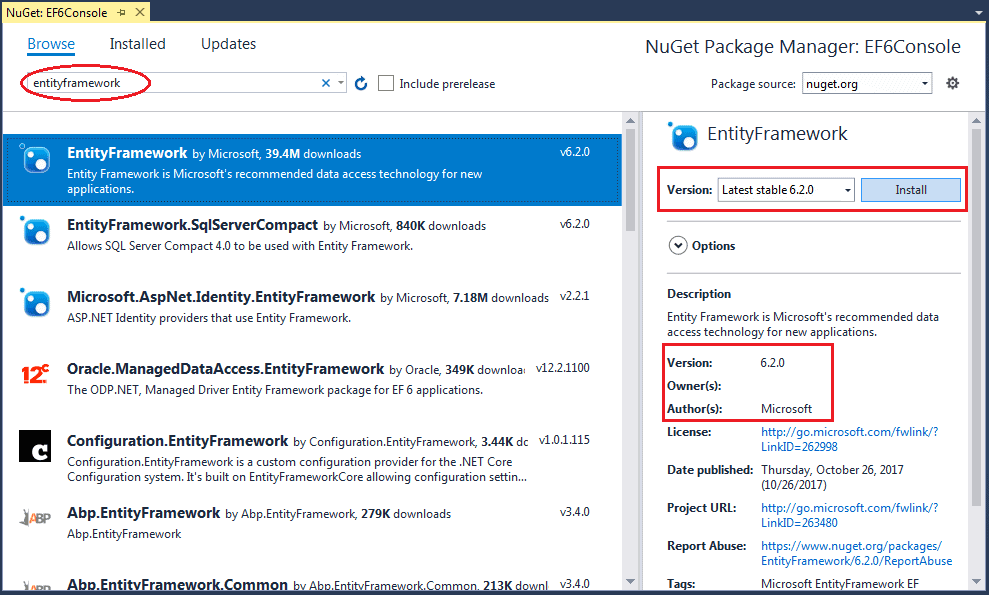 NuGet: EF6Console
Browse Installed Updates
NuGet Package Manager: EF6Console
entityframework
Include prerelease
Package source: nuget.org
EntityFramework by Microsoft, 39.4M downloads v6.2.0
Entity Framework is Microsoft's recommended data access technology for new
applications.
EntityFramework.SqlServerCompact by Microsoft, 840K downloads v6.2.0
Allows SQL Server Compact 4.0 to be used with Entity Framework.
Microsoft.AspNet.Identity.EntityFramework by Microsoft, 7.18M downloads v2.2.1
ASP.NET Identity providers that use Entity Framework.
12c
Oracle.ManagedDataAccess.EntityFramework by Oracle, 349K downloa v12.2.1100
The ODP.NET, Managed Driver Entity Framework package for EF 6 applications.
c
Configuration.EntityFramework by Configuration.EntityFramework, 3.44K dc v1.0.1.115
Configuration.EntityFramework is a custom configuration provider for the .NET Core
Configuration system. It's built on EntityFrameworkCore allowing configuration settin...
ABP
Abp.EntityFramework by Abp.EntityFramework, 279K downloads v3.4.0
Abp.EntityFramework
ABP
Abp.EntityFramework.Common by Abp.EntityFramework.Common, 213K downl v3.4.0
EntityFramework
Version: Latest stable 6.2.0 Install
Options
Description
Entity Framework is Microsoft's recommended data
access technology for new applications.
Version: 6.2.0
Owner(s):
Author(s): Microsoft
License: http://go.microsoft.com/fwlink/?
LinkID=262998
Date published: Thursday, October 26, 2017
(10/26/2017)
Project URL: http://go.microsoft.com/fwlink/?
LinkID=263480
Report Abuse: https://www.nuget.org/packages/
EntityFramework/6.2.0/ReportAbuse
Tags: Microsoft EntityFramework EF